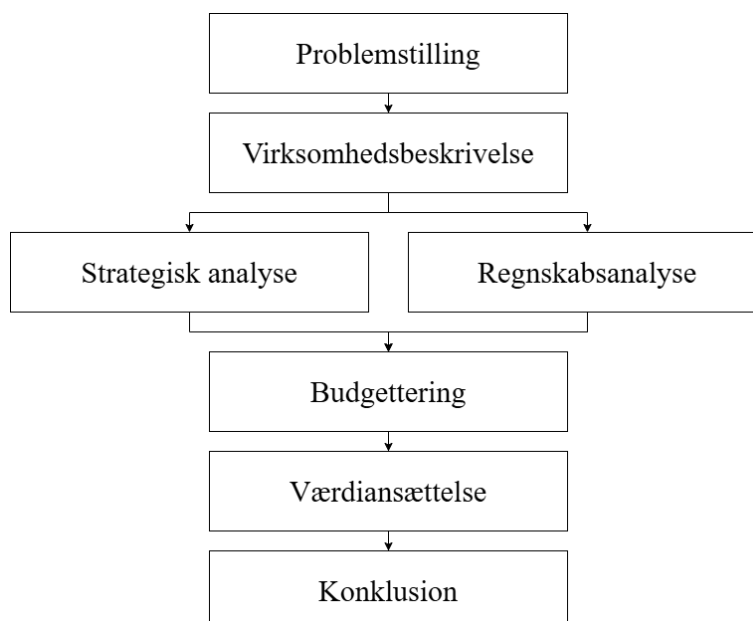 Problemstilling
Virksomhedsbeskrivelse
Strategisk analyse
Regnskabsanalyse
Budgettering
Værdiansættelse
Konklusion